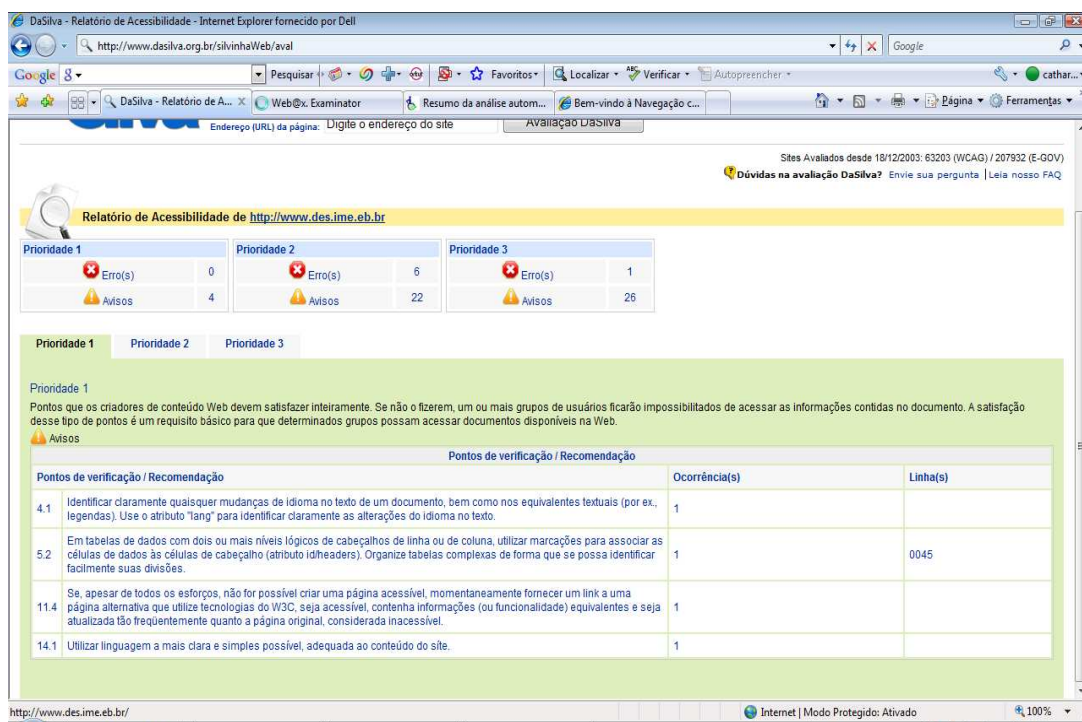 DaSilva - Relatório de Acessibilidade - Internet Explorer fornecido por Dell
http://www.dasilva.org.br/silvinhaWeb/aval
Google
Google
Pesquisar
Favoritos
Localizar
Verificar
Autopreencher
cathar...
DaSilva - Relatório de A...
Web@x. Examinator
Resumo da análise autom...
Bem-vindo à Navegação c...
Página
Ferramentas
Endereço (URL) da página:
Digite o endereço do site
Avaliação DaSilva
Sites Avaliados desde 18/12/2003: 63203 (WCAG) / 207932 (E-GOV)
Dúvidas na avaliação DaSilva? Envie sua pergunta | Leia nosso FAQ
Relatório de Acessibilidade de http://www.des.ime.eb.br
Prioridade 1 Prioridade 2 Prioridade 3
Erro(s) 0 Erro(s) 6 Erro(s) 1
Avisos 4 Avisos 22 Avisos 26
Prioridade 1 Prioridade 2 Prioridade 3
Prioridade 1
Pontos que os criadores de conteúdo Web devem satisfazer inteiramente. Se não o fizerem, um ou mais grupos de usuários ficarão impossibilitados de acessar as informações contidas no documento. A satisfação
desse tipo de pontos é um requisito básico para que determinados grupos possam acessar documentos disponíveis na Web.
Avisos
Pontos de verificação / Recomendação
Pontos de verificação / Recomendação Ocorrência(s) Linha(s)
4.1 Identificar claramente quaisquer mudanças de idioma no texto de um documento, bem como nos equivalentes textuais (por ex., 1
legendas). Use o atributo "lang" para identificar claramente as alterações do idioma no texto.
5.2 Em tabelas de dados com dois ou mais níveis lógicos de cabeçalhos de linha ou de coluna, utilizar marcações para associar as 1 0045
células de dados às células de cabeçalho (atributo id/headers). Organize tabelas complexas de forma que se possa identificar
facilmente suas divisões.
11.4 Se, apesar de todos os esforços, não for possível criar uma página acessível, momentaneamente fornecer um link a uma 1
página alternativa que utilize tecnologias do W3C, seja acessível, contenha informações (ou funcionalidade) equivalentes e seja
atualizada tão freqüentemente quanto a página original, considerada inacessível.
14.1 Utilizar linguagem a mais clara e simples possível, adequada ao conteúdo do síte. 1
http://www.des.ime.eb.br/
Internet | Modo Protegido: Ativado
100%